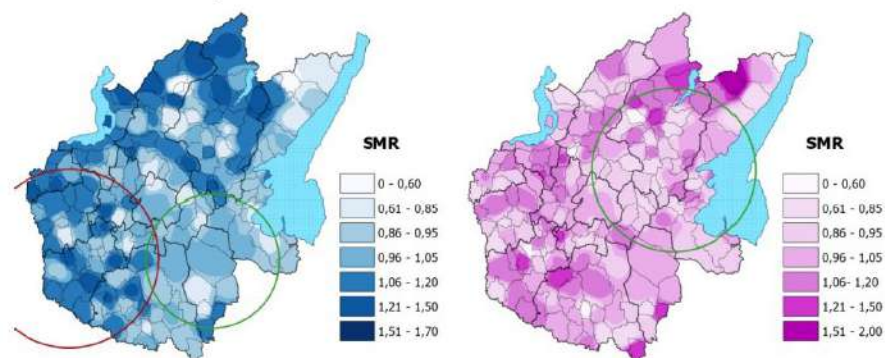 SMR
0 - 0,60
0,61 - 0,85
0,86 - 0,95
0,96 - 1,05
1,06 - 1,20
1,21 - 1,50
1,51 - 1,70
SMR
0 - 0,60
0,61 - 0,85
0,86 - 0,95
0,96 - 1,05
1,06- 1,20
1,21 - 1,50
1,51 - 2,00